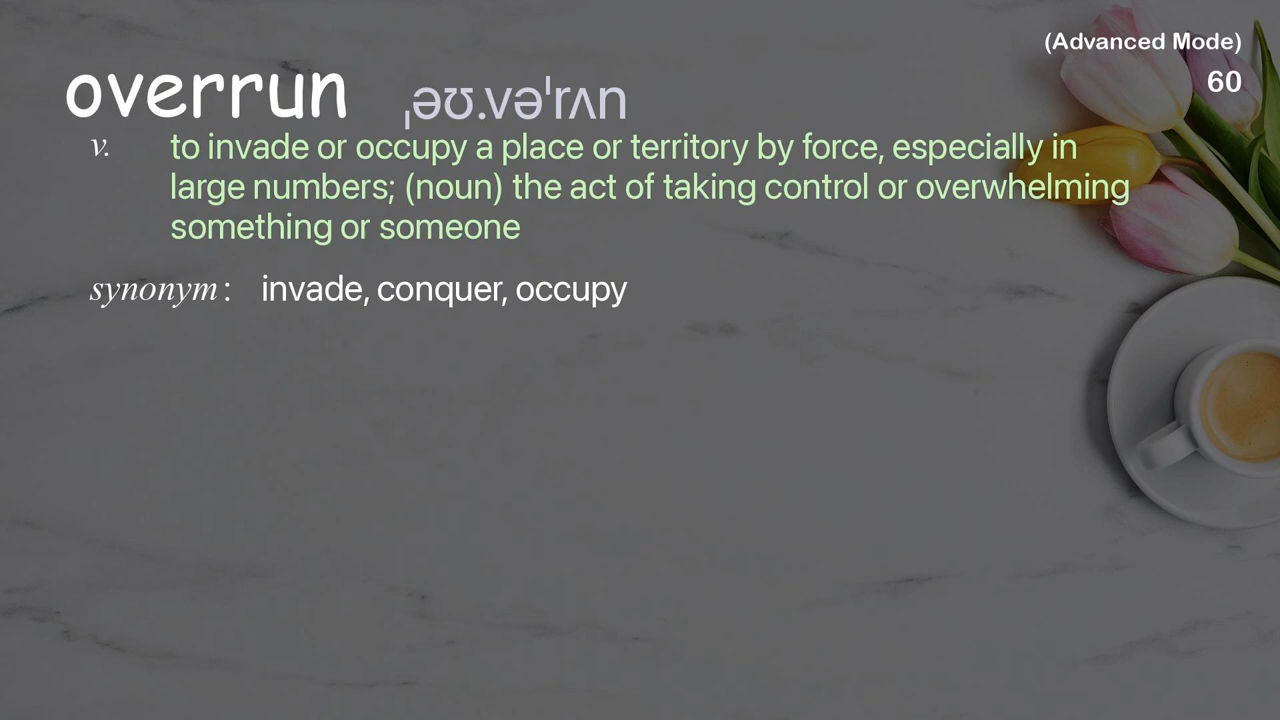 (Advanced Mode)
60
overrun ˌəʊ.vəˈrʌn
v. to invade or occupy a place or territory by force, especially in
large numbers; (noun) the act of taking control or overwhelming
something or someone
synonym: invade, conquer, occupy